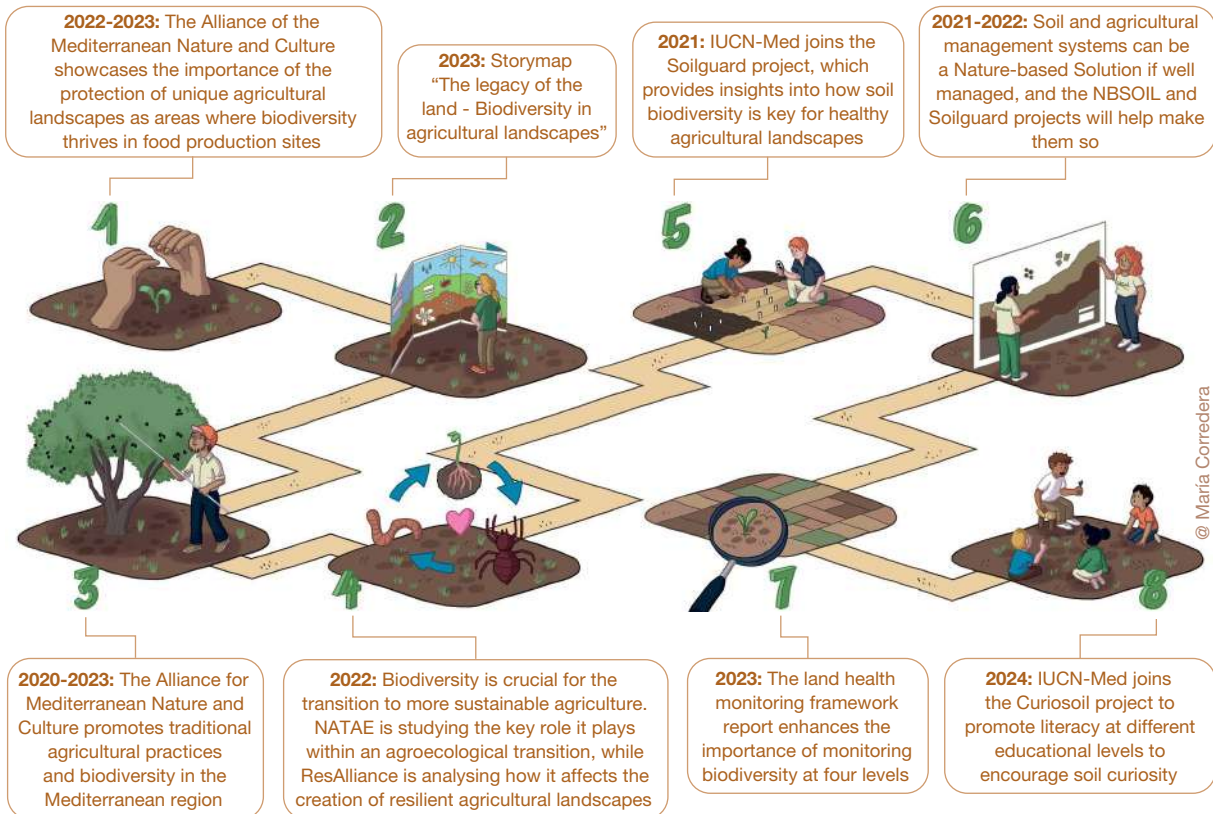 2022-2023: The Alliance of the
Mediterranean Nature and Culture
showcases the importance of the
protection of unique agricultural
landscapes as areas where biodiversity
thrives in food production sites
2023: Storymap
“The legacy of the
land - Biodiversity in
agricultural landscapes”
2021: IUCN-Med joins the
Soilguard project, which
provides insights into how soil
biodiversity is key for healthy
agricultural landscapes
2021-2022: Soil and agricultural
management systems can be
a Nature-based Solution if well
managed, and the NBSOIL and
Soilguard projects will help make
them so
1
2
5
6
3
4
7
8
@ María Corredera
2020-2023: The Alliance for
Mediterranean Nature and
Culture promotes traditional
agricultural practices
and biodiversity in the
Mediterranean region
2022: Biodiversity is crucial for the
transition to more sustainable agriculture.
NATAE is studying the key role it plays
within an agroecological transition, while
ResAlliance is analysing how it affects the
creation of resilient agricultural landscapes
2023: The land health
monitoring framework
report enhances the
importance of monitoring
biodiversity at four levels
2024: IUCN-Med joins
the Curiosoil project to
promote literacy at different
educational levels to
encourage soil curiosity